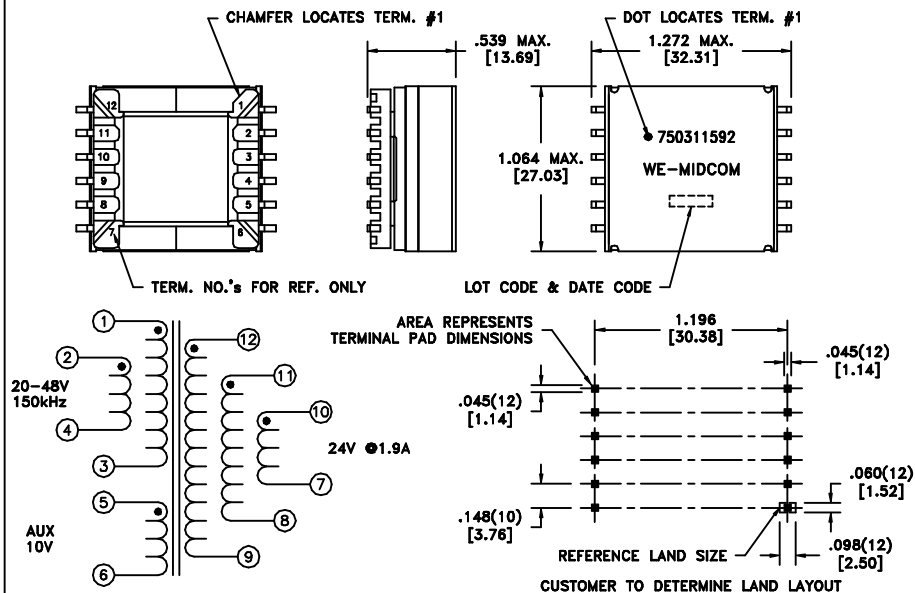 CHAMFER LOCATES TERM. #1
12
11
10
9
8
7
1
2
3
4
5
6
TERM. NO.'s FOR REF. ONLY
.539 MAX.
[13.69]
DOT LOCATES TERM. #1
1.272 MAX.
[32.31]
1.064 MAX.
[27.03]
750311592
WE-MIDCOM
LOT CODE & DATE CODE
1
2
20-48V
150kHz
4
3
5
AUX
10V
6
12
11
10
24V @1.9A
7
8
9
AREA REPRESENTS
TERMINAL PAD DIMENSIONS
1.196
[30.38]
.045(12)
[1.14]
.045(12)
[1.14]
.060(12)
[1.52]
.148(10)
[3.76]
REFERENCE LAND SIZE
.098(12)
[2.50]
CUSTOMER TO DETERMINE LAND LAYOUT